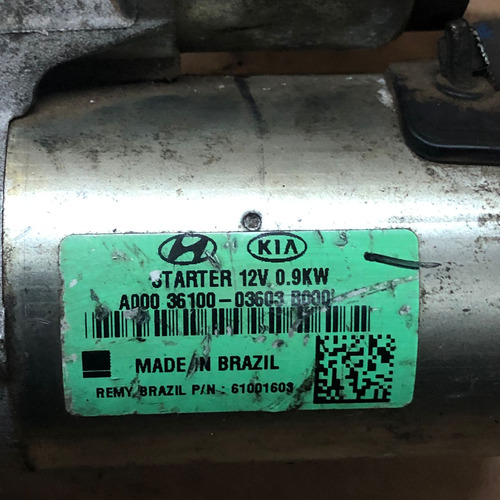 KIA
STARTER 12V 0.9KW
A000 36100-03603 B000
MADE IN BRAZIL
REMY BRAZIL P/N : 61001603